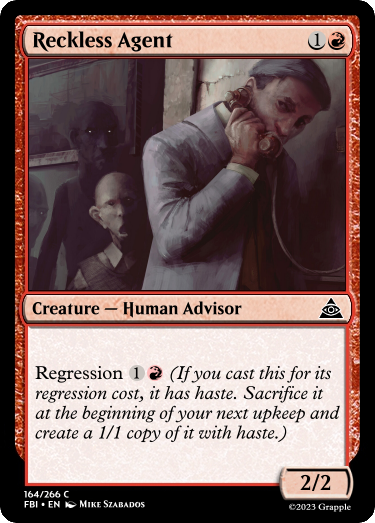 Reckless Agent 1
Creature — Human Advisor
Regression 1 (If you cast this for its
regression cost, it has haste. Sacrifice it
at the beginning of your next upkeep and
create a 1/1 copy of it with haste.)
2/2
164/266 C
FBI • EN Mike Szabados
©2023 Grapple